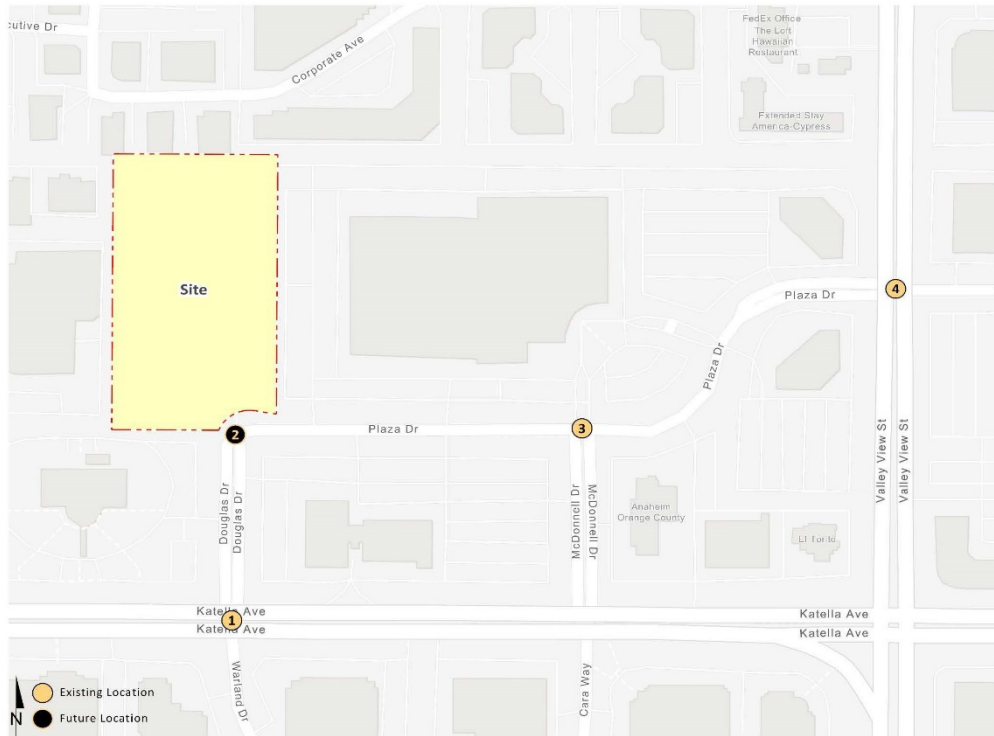 cutive Dr
Corporate Ave
FedEx Office
The Loft
Hawaiian
Restaurant
Extended Stay
America-Cypress
Site
4
Plaza Dr
Plaza Dr
2
Plaza Dr
3
Valley View St
Valley View St
Douglas Dr
Douglas Dr
McDonnell Dr
McDonnell Dr
Anaheim
Orange County
El Torito
Katella Ave
1
Katella Ave
Katella Ave
Katella Ave
Warland Dr
Cara Way
N
Existing Location
Future Location